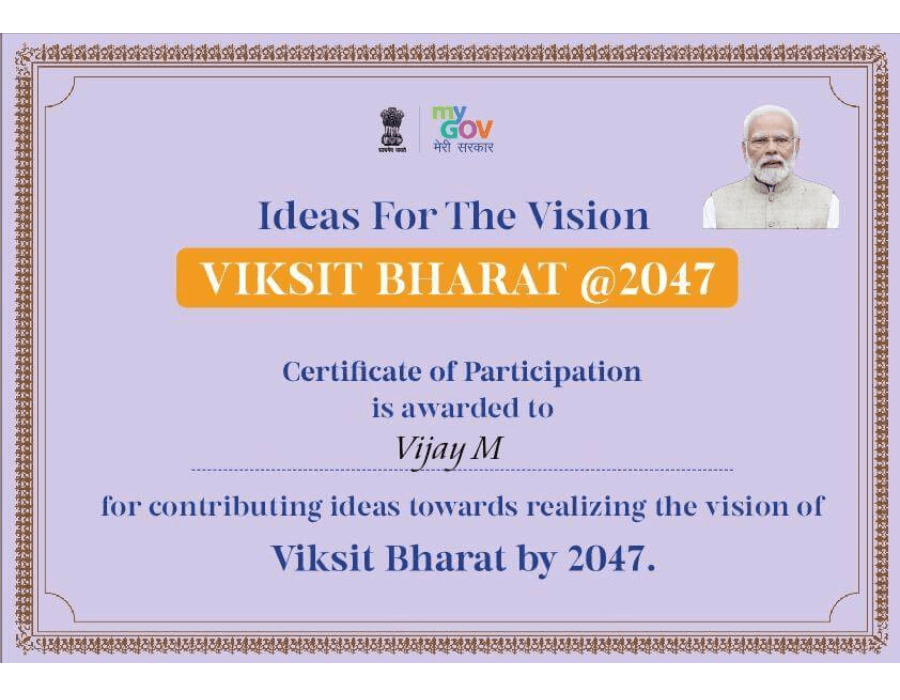 सत्यमेव जयते
my
GOV
मेरी सरकार
Ideas For The Vision
VIKSIT BHARAT @2047
Certificate of Participation
is awarded to
Vijay M
for contributing ideas towards realizing the vision of
Viksit Bharat by 2047.